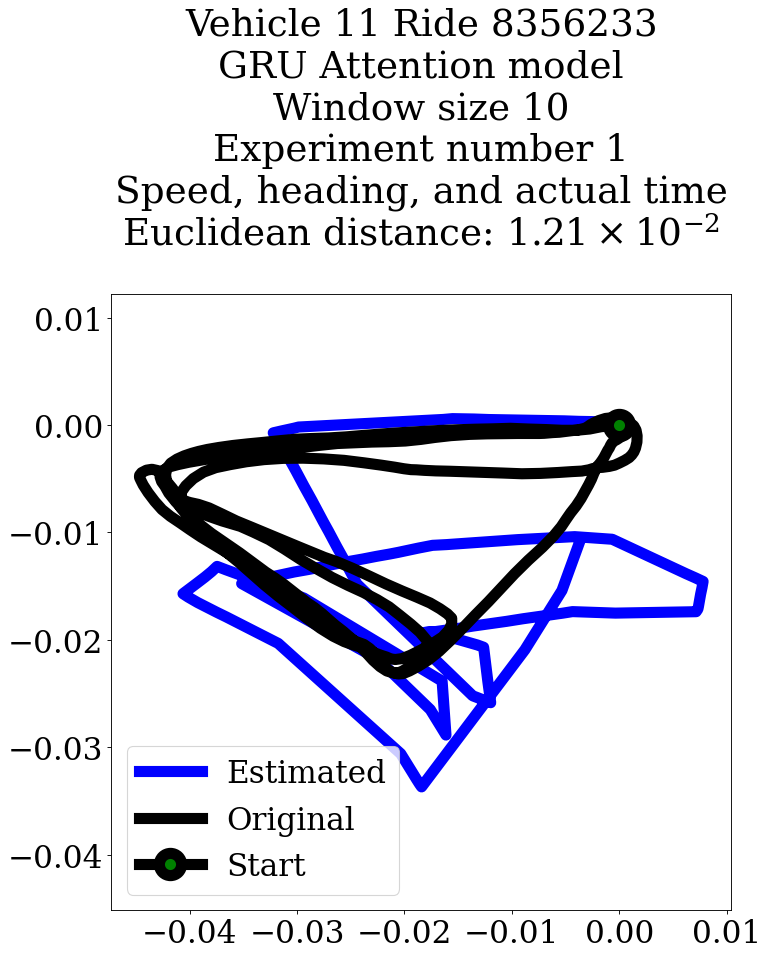 Vehicle 11 Ride 8356233
GRU Attention model
Window size 10
Experiment number 1
Speed, heading, and actual time
Euclidean distance: 1.21 × 10⁻²
0.01
0.00
−0.01
−0.02
−0.03
−0.04
Estimated
Original
Start
−0.04 −0.03 −0.02 −0.01 0.00 0.01